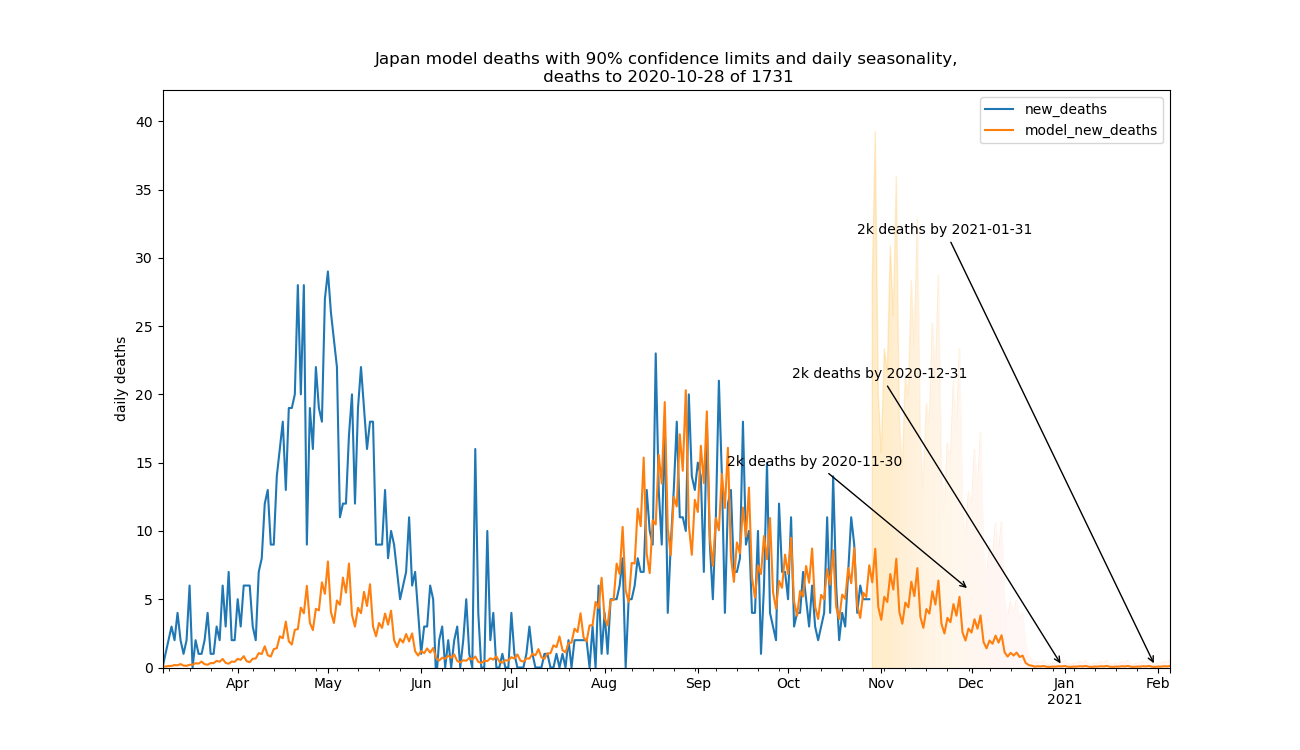 Japan model deaths with 90% confidence limits and daily seasonality,
deaths to 2020-10-28 of 1731
new_deaths
model_new_deaths
daily deaths
40
35
30
25
20
15
10
5
0
2k deaths by 2021-01-31
2k deaths by 2020-12-31
2k deaths by 2020-11-30
Apr May Jun Jul Aug Sep Oct Nov Dec Jan Feb
2021